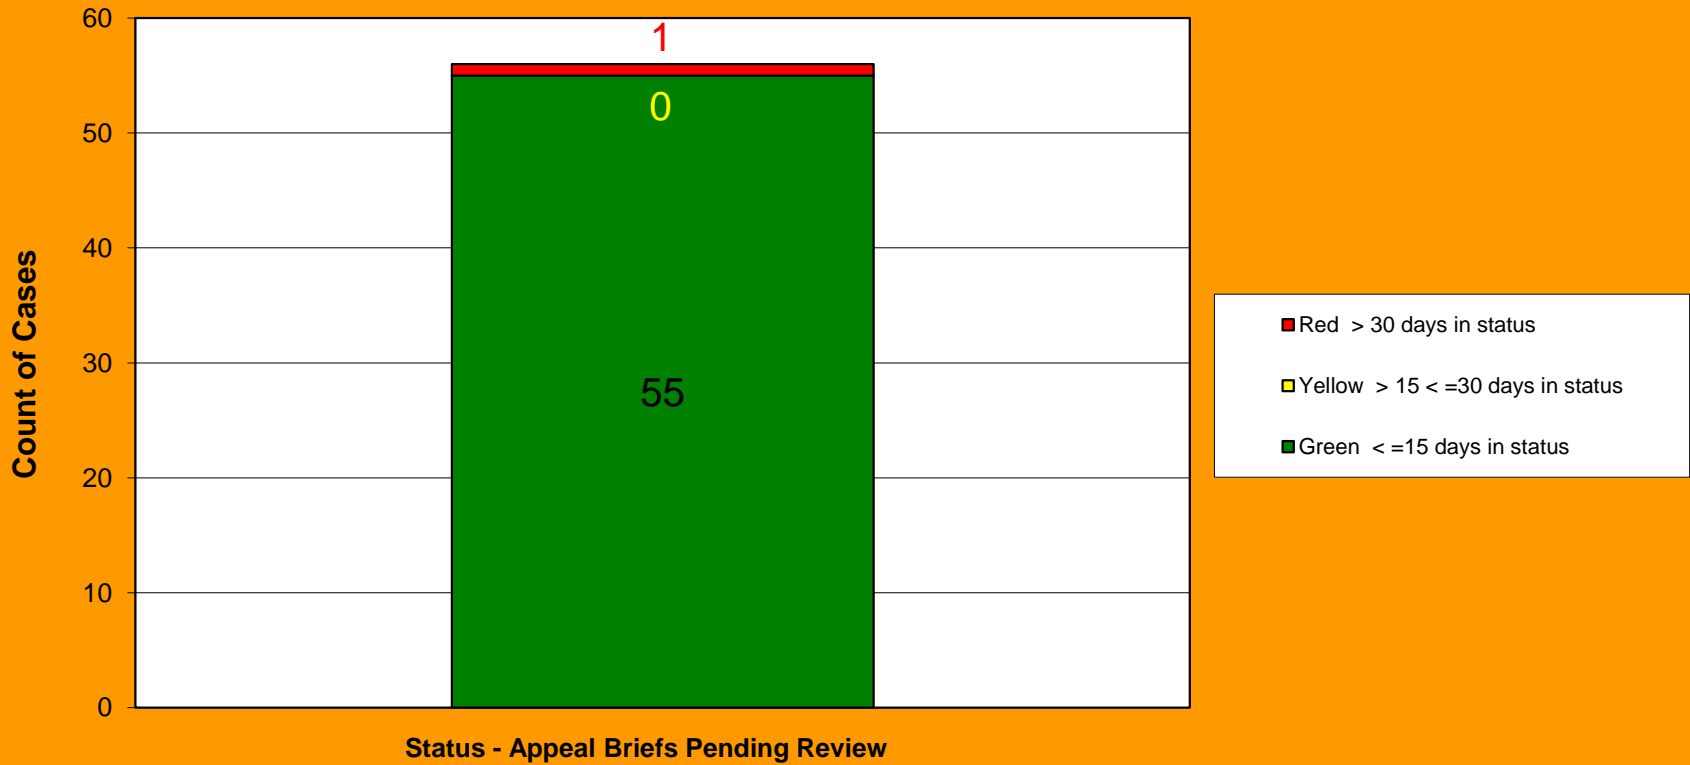 60
50
40
30
20
10
0
Count of Cases
1
0
55
Status - Appeal Briefs Pending Review
Red  > 30 days in status
Yellow  > 15 < =30 days in status
Green  < =15 days in status